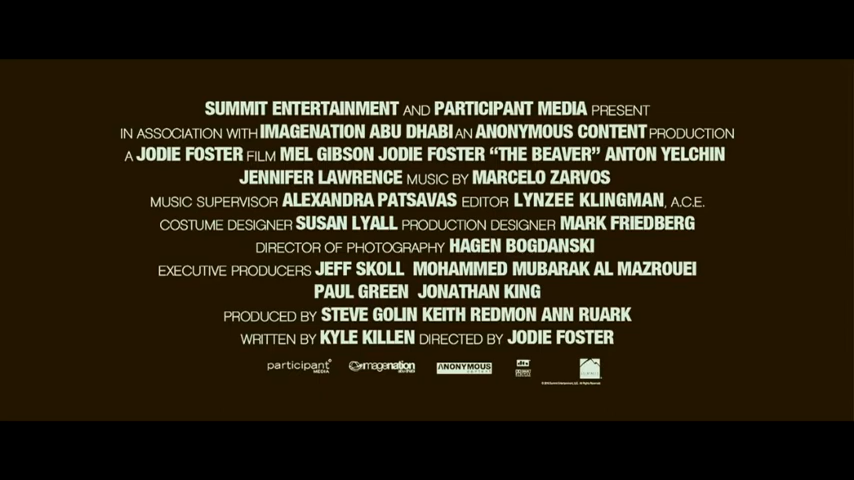 SUMMIT ENTERTAINMENT AND PARTICIPANT MEDIA PRESENT
IN ASSOCIATION WITH IMAGENATION ABU DHABI AN ANONYMOUS CONTENT PRODUCTION
A JODIE FOSTER FILM MEL GIBSON JODIE FOSTER “THE BEAVER” ANTON YELCHIN
JENNIFER LAWRENCE MUSIC BY MARCELO ZARVOS
MUSIC SUPERVISOR ALEXANDRA PATSAVAS EDITOR LYNZEE KLINGMAN, A.C.E.
COSTUME DESIGNER SUSAN LYALL PRODUCTION DESIGNER MARK FRIEDBERG
DIRECTOR OF PHOTOGRAPHY HAGEN BOGDANSKI
EXECUTIVE PRODUCERS JEFF SKOLL MOHAMMED MUBARAK AL MAZROUEI
PAUL GREEN JONATHAN KING
PRODUCED BY STEVE GOLIN KEITH REDMON ANN RUARK
WRITTEN BY KYLE KILLEN DIRECTED BY JODIE FOSTER
participant MEDIA imagenation ANONYMOUS dts